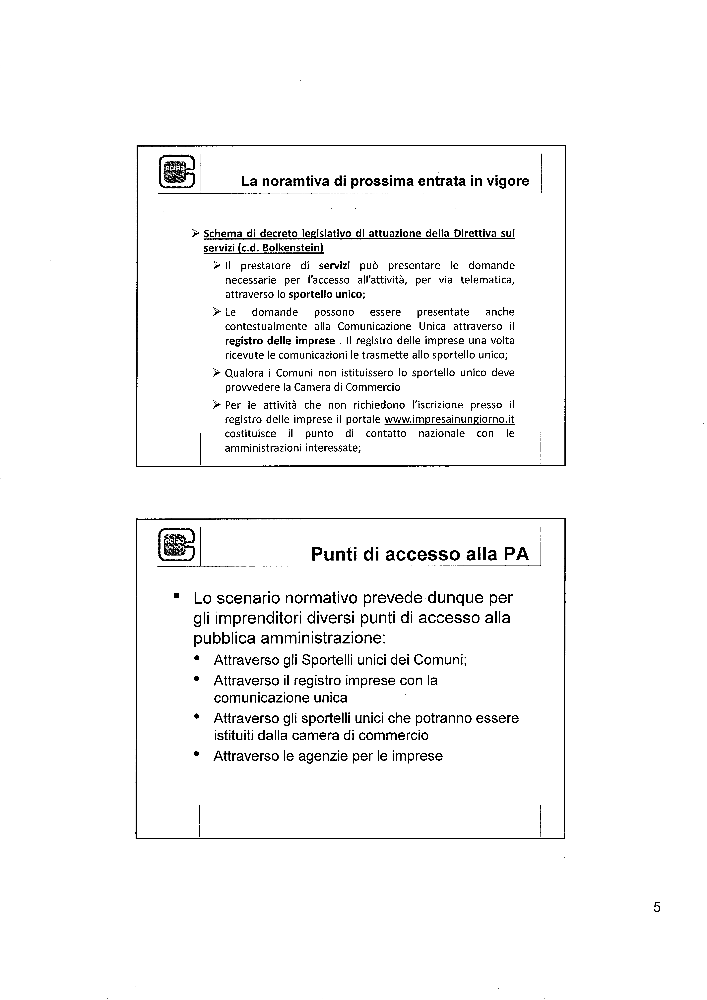 cciaa
varese
La noramtiva di prossima entrata in vigore
➢ Schema di decreto legislativo di attuazione della Direttiva sui
servizi (c.d. Bolkenstein)
➢ Il prestatore di servizi può presentare le domande
necessarie per l'accesso all'attività, per via telematica,
attraverso lo sportello unico;
➢ Le domande possono essere presentate anche
contestualmente alla Comunicazione Unica attraverso il
registro delle imprese . Il registro delle imprese una volta
ricevute le comunicazioni le trasmette allo sportello unico;
➢ Qualora i Comuni non istituissero lo sportello unico deve
provvedere la Camera di Commercio
➢ Per le attività che non richiedono l'iscrizione presso il
registro delle imprese il portale www.impresainungiorno.it
costituisce il punto di contatto nazionale con le
amministrazioni interessate;
cciaa
varese
Punti di accesso alla PA
• Lo scenario normativo prevede dunque per
gli imprenditori diversi punti di accesso alla
pubblica amministrazione:
• Attraverso gli Sportelli unici dei Comuni;
• Attraverso il registro imprese con la
comunicazione unica
• Attraverso gli sportelli unici che potranno essere
istituiti dalla camera di commercio
• Attraverso le agenzie per le imprese
5